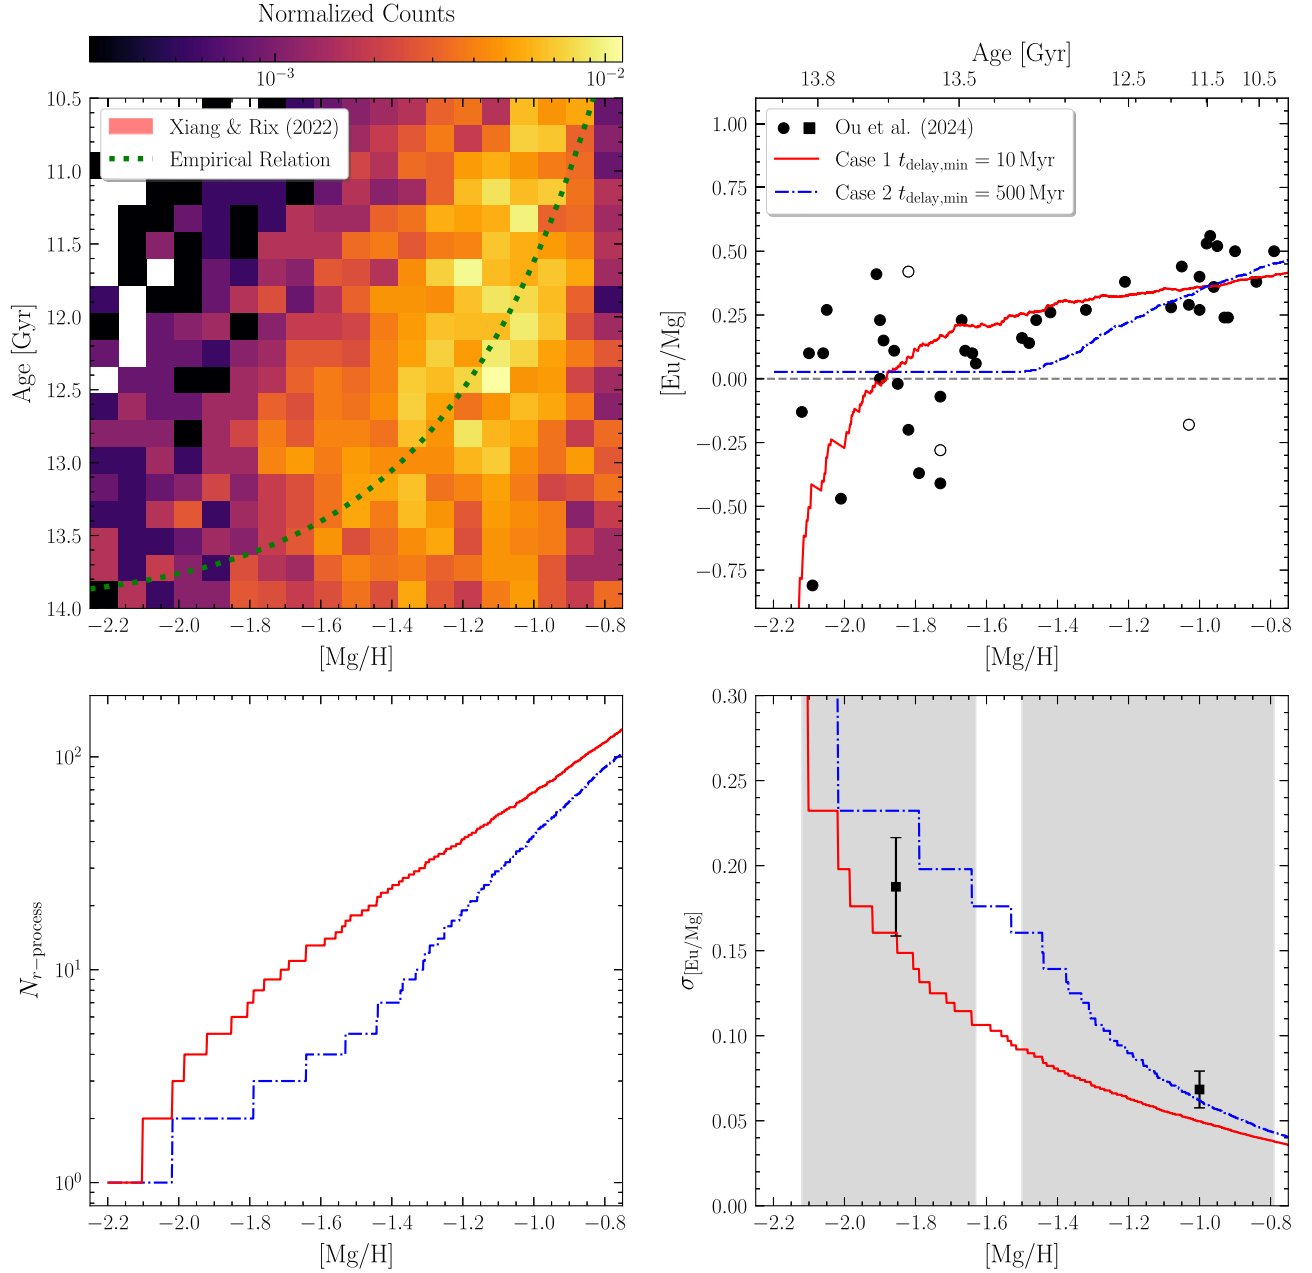 Normalized Counts
10⁻³ 10⁻²
Xiang & Rix (2022)
Empirical Relation
10.5
11.0
11.5
12.0
12.5
13.0
13.5
14.0
Age [Gyr]
−2.2 −2.0 −1.8 −1.6 −1.4 −1.2 −1.0 −0.8
[Mg/H]
Age [Gyr]
13.8 13.5 12.5 11.5 10.5
Ou et al. (2024)
Case 1 t_delay,min = 10 Myr
Case 2 t_delay,min = 500 Myr
1.00
0.75
0.50
0.25
0.00
−0.25
−0.50
−0.75
[Eu/Mg]
−2.2 −2.0 −1.8 −1.6 −1.4 −1.2 −1.0 −0.8
[Mg/H]
10²
10¹
10⁰
N_r−process
−2.2 −2.0 −1.8 −1.6 −1.4 −1.2 −1.0 −0.8
[Mg/H]
0.30
0.25
0.20
0.15
0.10
0.05
0.00
σ_[Eu/Mg]
−2.2 −2.0 −1.8 −1.6 −1.4 −1.2 −1.0 −0.8
[Mg/H]